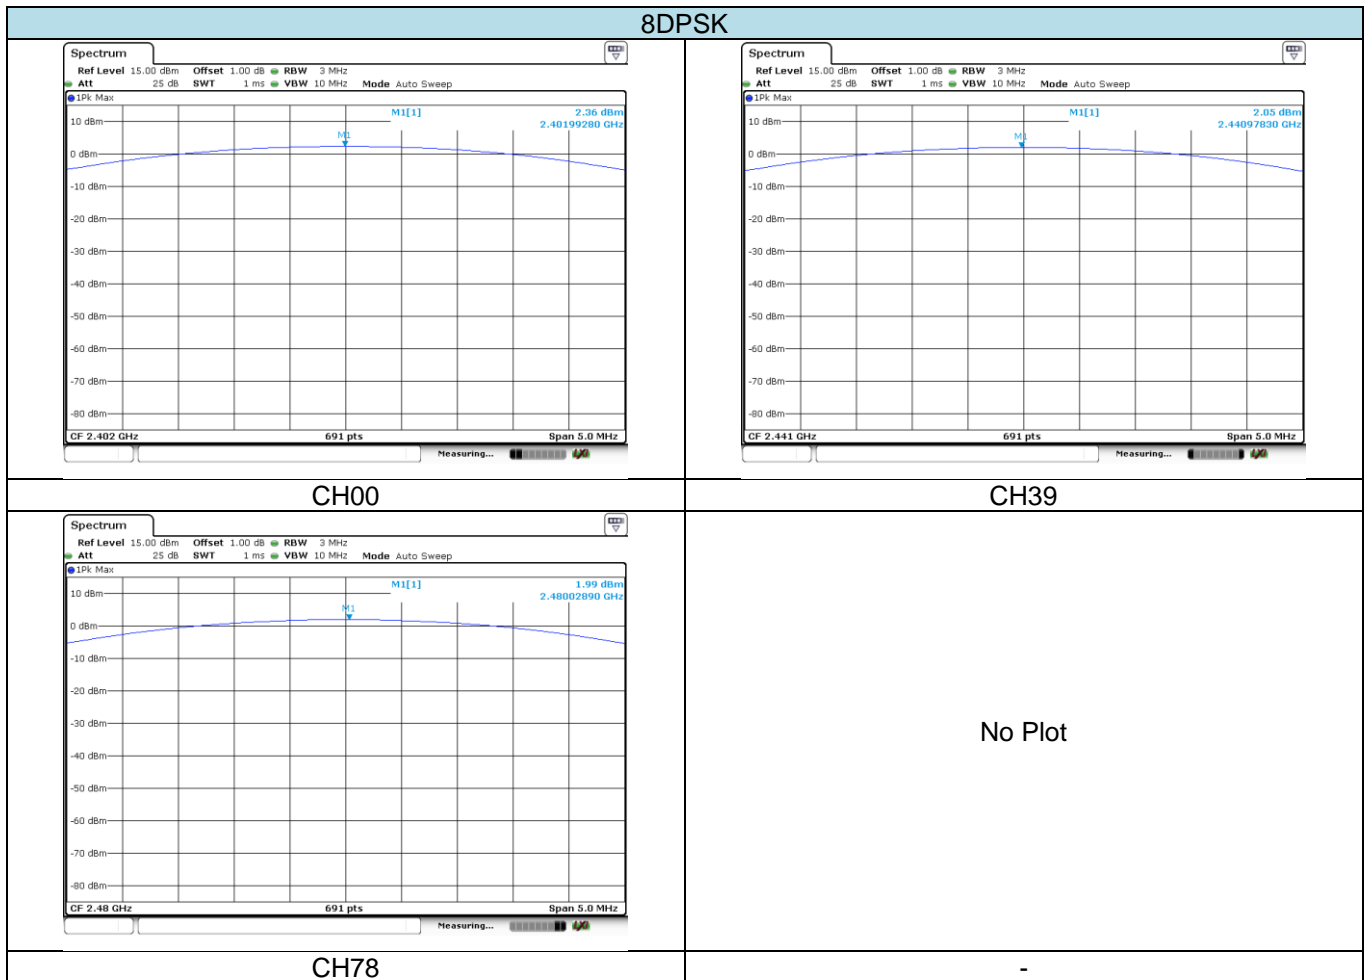 8DPSK
Spectrum
Ref Level 15.00 dBm Offset 1.00 dB RBW 3 MHz
Att 25 dB SWT 1 ms VBW 10 MHz Mode Auto Sweep
1Pk Max
M1[1] 2.36 dBm
2.40199280 GHz
10 dBm
M1
0 dBm
-10 dBm
-20 dBm
-30 dBm
-40 dBm
-50 dBm
-60 dBm
-70 dBm
-80 dBm
CF 2.402 GHz 691 pts Span 5.0 MHz
Measuring...
CH00
Spectrum
Ref Level 15.00 dBm Offset 1.00 dB RBW 3 MHz
Att 25 dB SWT 1 ms VBW 10 MHz Mode Auto Sweep
1Pk Max
M1[1] 2.05 dBm
2.44097830 GHz
10 dBm
M1
0 dBm
-10 dBm
-20 dBm
-30 dBm
-40 dBm
-50 dBm
-60 dBm
-70 dBm
-80 dBm
CF 2.441 GHz 691 pts Span 5.0 MHz
Measuring...
CH39
Spectrum
Ref Level 15.00 dBm Offset 1.00 dB RBW 3 MHz
Att 25 dB SWT 1 ms VBW 10 MHz Mode Auto Sweep
1Pk Max
M1[1] 1.99 dBm
2.48002890 GHz
10 dBm
M1
0 dBm
-10 dBm
-20 dBm
-30 dBm
-40 dBm
-50 dBm
-60 dBm
-70 dBm
-80 dBm
CF 2.48 GHz 691 pts Span 5.0 MHz
Measuring...
CH78
No Plot
-